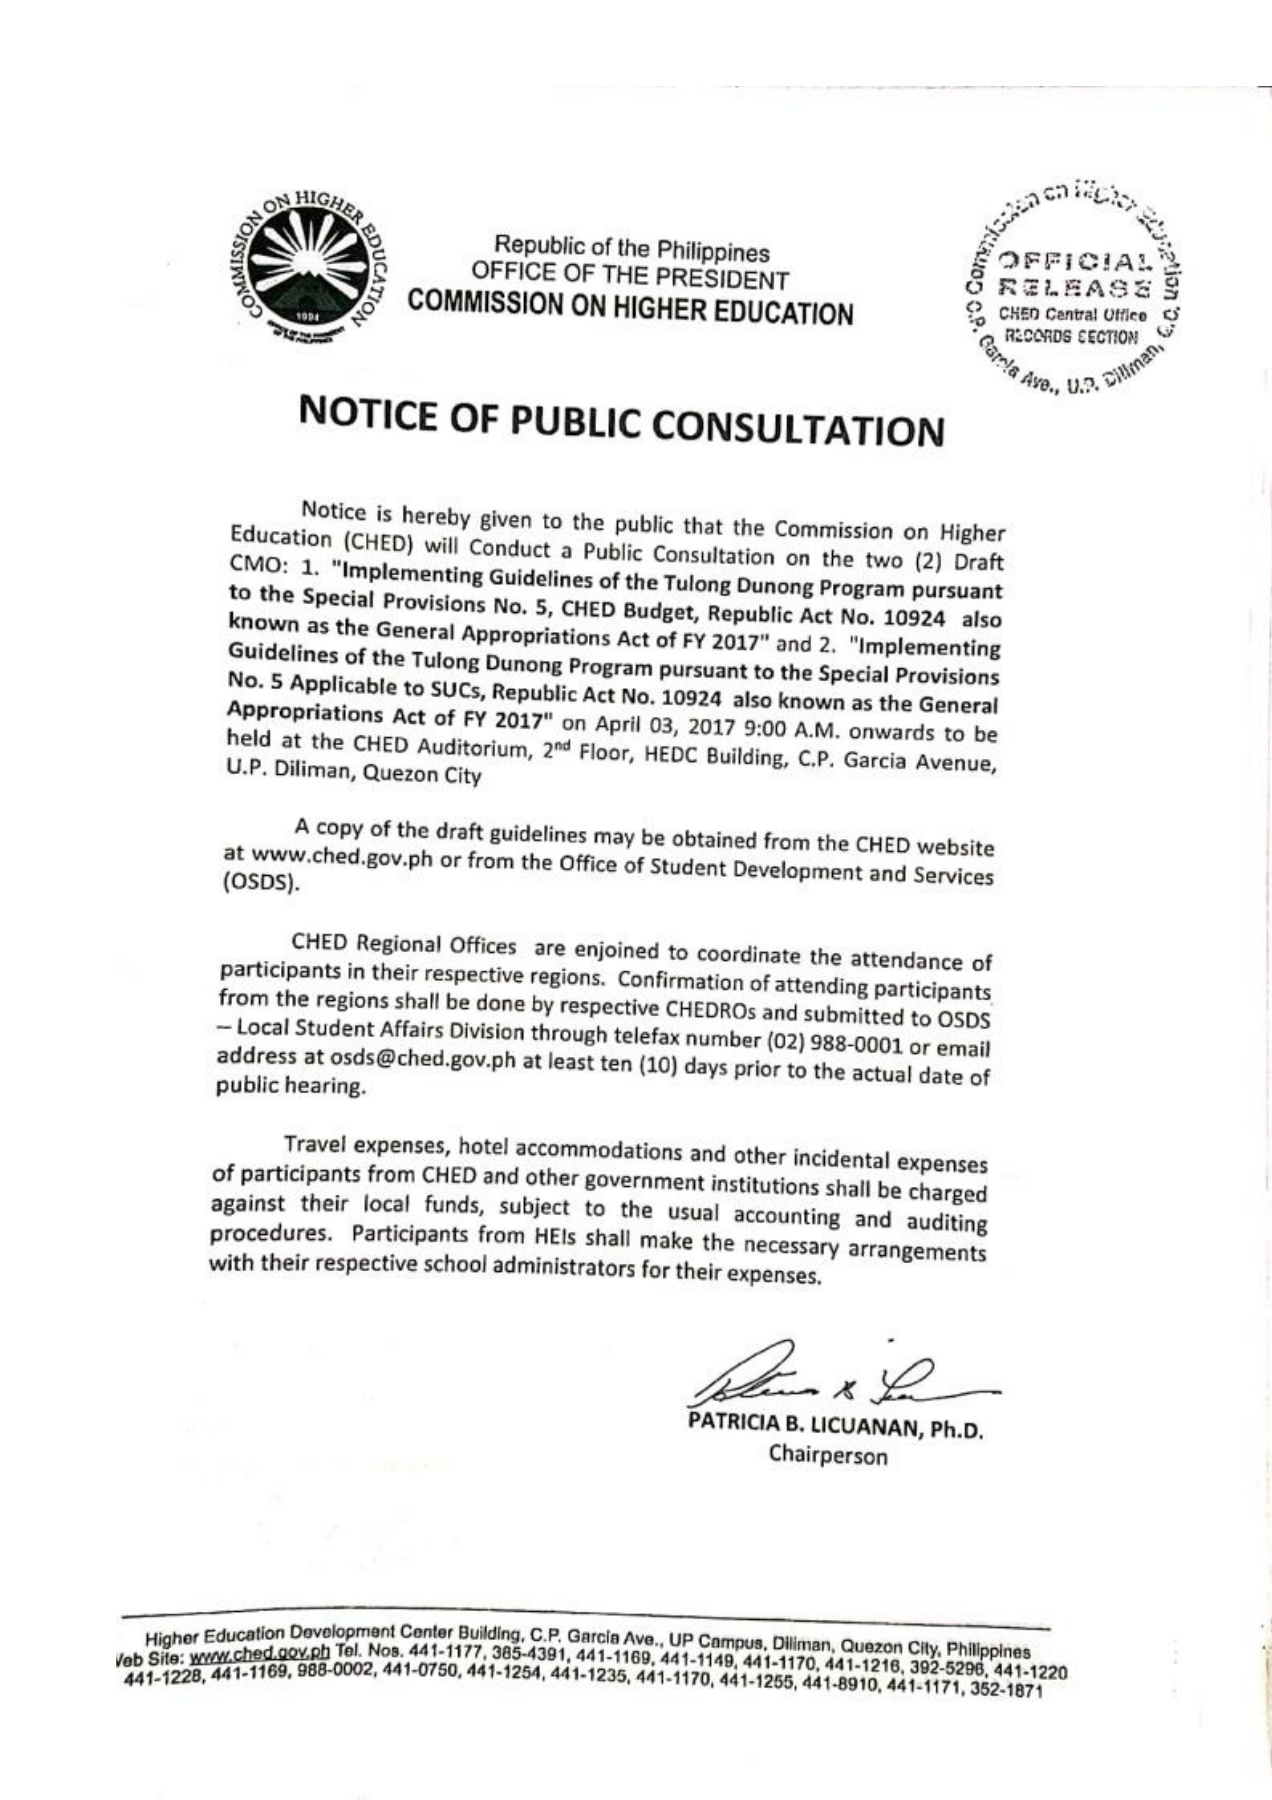 COMMISSION ON HIGHER EDUCATION
1994
OFFICE OF THE PRESIDENT
OF THE PHILIPPINES
Republic of the Philippines
OFFICE OF THE PRESIDENT
COMMISSION ON HIGHER EDUCATION
Commission on Higher Education
OFFICIAL
RELEASE
CHED Central Office
RECORDS SECTION
C.P. Garcia Ave., U.P. Diliman, Q.C.
NOTICE OF PUBLIC CONSULTATION
Notice is hereby given to the public that the Commission on Higher
Education (CHED) will Conduct a Public Consultation on the two (2) Draft
CMO: 1. "Implementing Guidelines of the Tulong Dunong Program pursuant
to the Special Provisions No. 5, CHED Budget, Republic Act No. 10924 also
known as the General Appropriations Act of FY 2017" and 2. "Implementing
Guidelines of the Tulong Dunong Program pursuant to the Special Provisions
No. 5 Applicable to SUCs, Republic Act No. 10924 also known as the General
Appropriations Act of FY 2017" on April 03, 2017 9:00 A.M. onwards to be
held at the CHED Auditorium, 2nd Floor, HEDC Building, C.P. Garcia Avenue,
U.P. Diliman, Quezon City
A copy of the draft guidelines may be obtained from the CHED website
at www.ched.gov.ph or from the Office of Student Development and Services
(OSDS).
CHED Regional Offices are enjoined to coordinate the attendance of
participants in their respective regions. Confirmation of attending participants
from the regions shall be done by respective CHEDROs and submitted to OSDS
– Local Student Affairs Division through telefax number (02) 988-0001 or email
address at osds@ched.gov.ph at least ten (10) days prior to the actual date of
public hearing.
Travel expenses, hotel accommodations and other incidental expenses
of participants from CHED and other government institutions shall be charged
against their local funds, subject to the usual accounting and auditing
procedures. Participants from HEIs shall make the necessary arrangements
with their respective school administrators for their expenses.
PATRICIA B. LICUANAN, Ph.D.
Chairperson
Higher Education Development Center Building, C.P. Garcia Ave., UP Campus, Diliman, Quezon City, Philippines
Web Site: www.ched.gov.ph Tel. Nos. 441-1177, 385-4391, 441-1169, 441-1149, 441-1170, 441-1216, 392-5296, 441-1220
441-1228, 441-1169, 988-0002, 441-0750, 441-1254, 441-1235, 441-1170, 441-1255, 441-8910, 441-1171, 352-1871